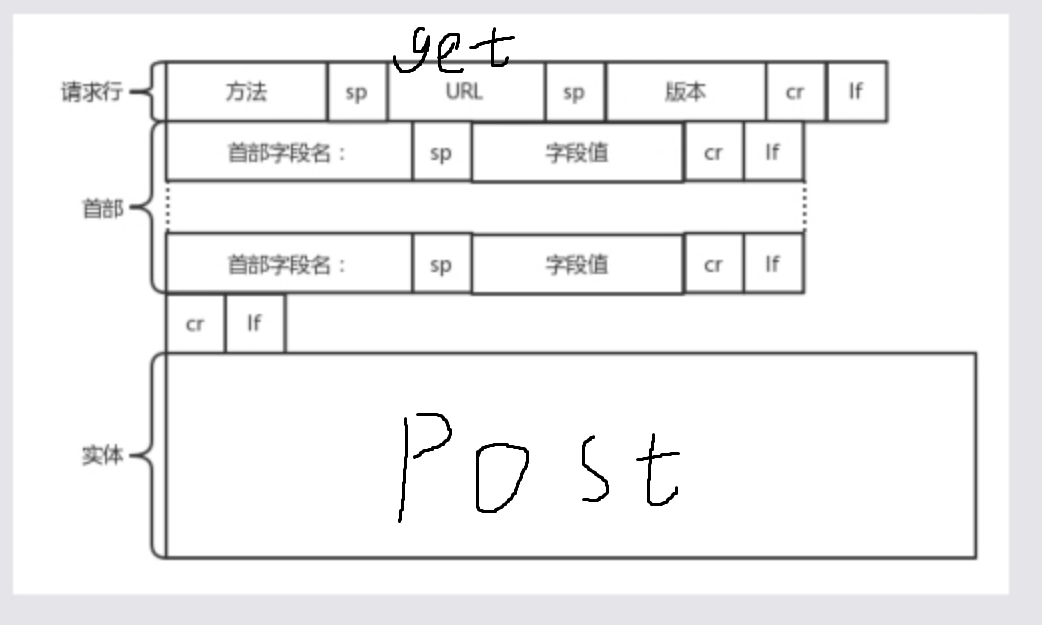 get
请求行 方法 sp URL sp 版本 cr lf
首部字段名： sp 字段值 cr lf
首部
首部字段名： sp 字段值 cr lf
cr lf
实体 Post